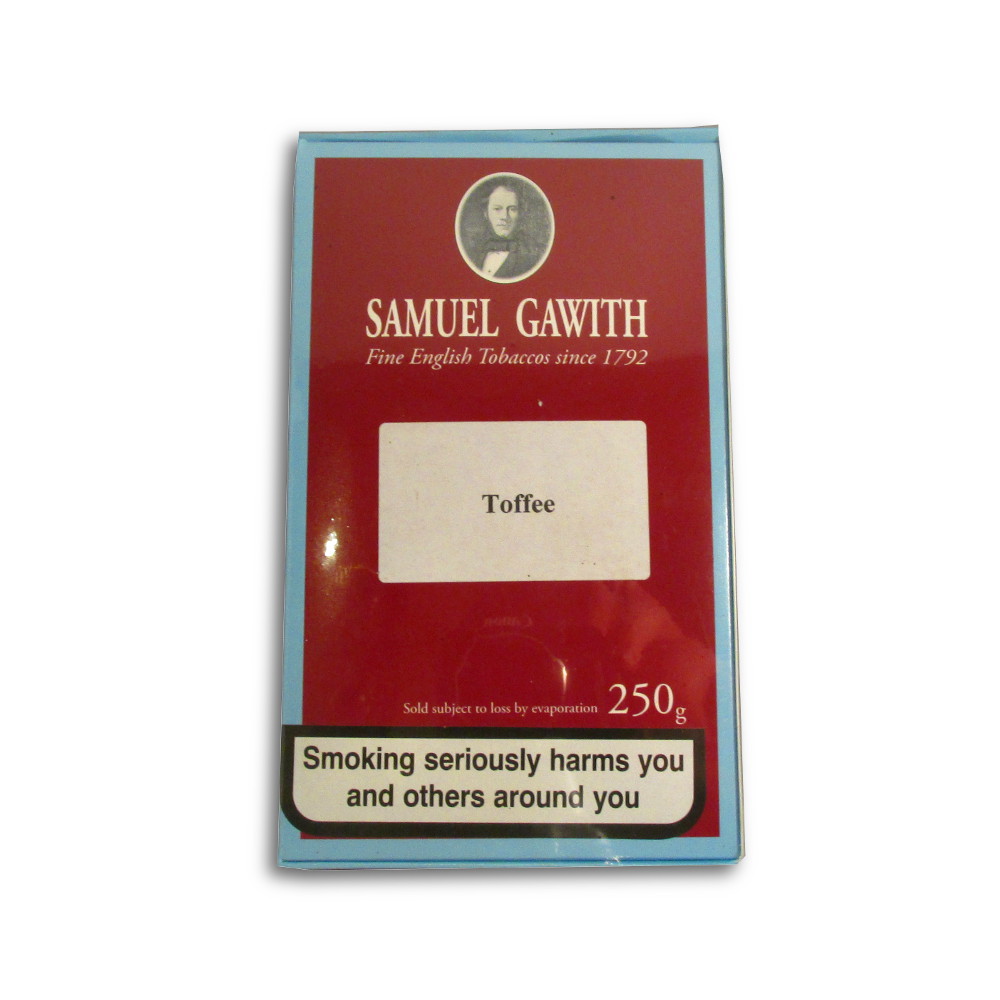 SAMUEL GAWITH
Fine English Tobaccos since 1792
Toffee
Sold subject to loss by evaporation 250g
Smoking seriously harms you
and others around you